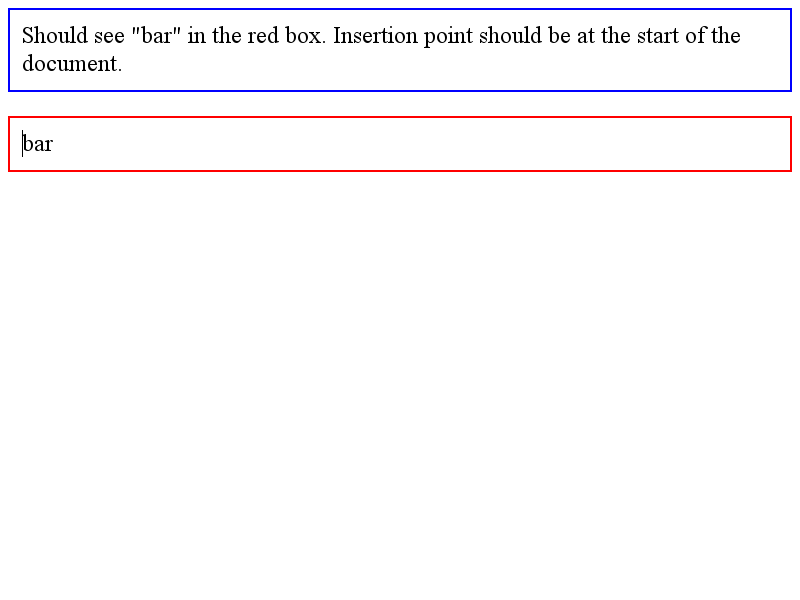 Should see "bar" in the red box. Insertion point should be at the start of the
document.
bar